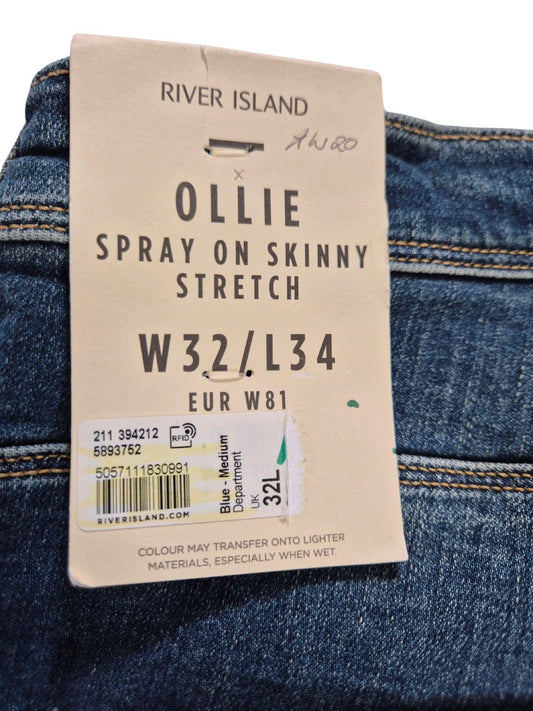 RIVER ISLAND
AW20
x
OLLIE
SPRAY ON SKINNY
STRETCH
W32/L34
EUR W81
211 394212
5893752
RFID
5057111830991
RIVERISLAND.COM
Blue - Medium
Department
UK
32L
COLOUR MAY TRANSFER ONTO LIGHTER
MATERIALS, ESPECIALLY WHEN WET.